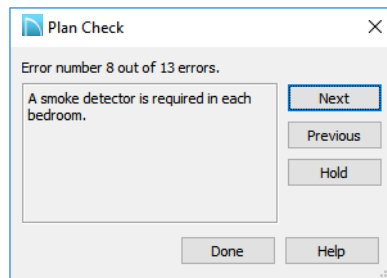 Plan Check
Error number 8 out of 13 errors.
A smoke detector is required in each
bedroom.
Next
Previous
Hold
Done
Help